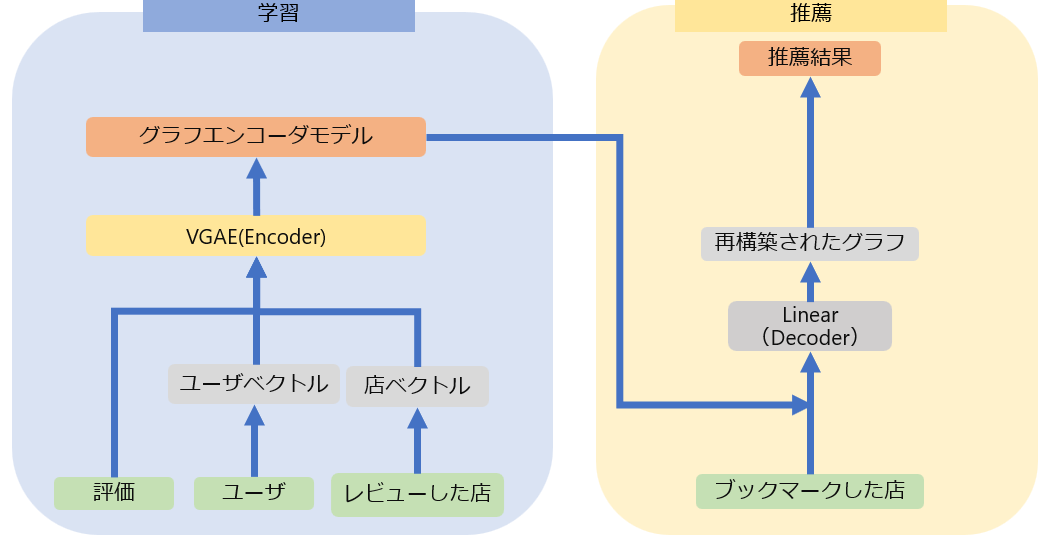 学習
グラフエンコーダモデル
VGAE(Encoder)
ユーザベクトル
店ベクトル
評価
ユーザ
レビューした店
推薦
推薦結果
再構築されたグラフ
Linear
（Decoder）
ブックマークした店